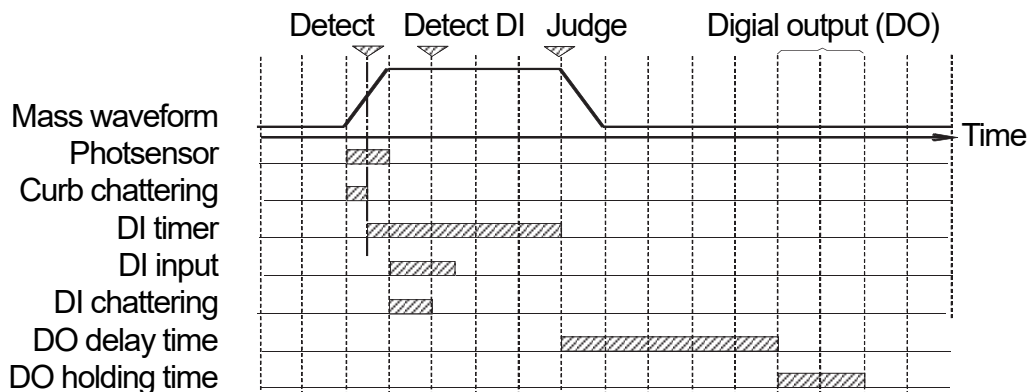 Detect Detect DI Judge Digial output (DO)
Mass waveform
Time
Photsensor
Curb chattering
DI timer
DI input
DI chattering
DO delay time
DO holding time